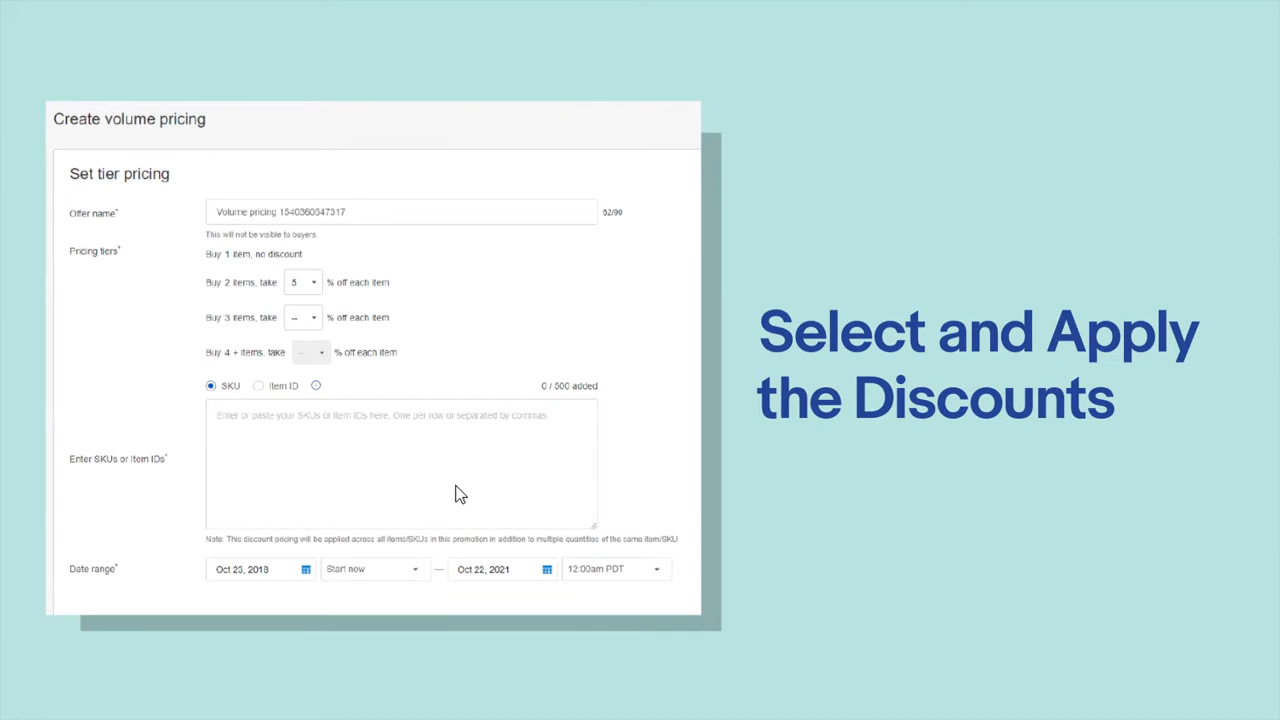 Create volume pricing
Set tier pricing
Offer name*
Volume pricing 1540360547317
62/90
This will not be visible to buyers.
Pricing tiers*
Buy 1 item, no discount
Buy 2 items, take 5 % off each item
Buy 3 items, take -- % off each item
Buy 4 + items, take -- % off each item
SKU Item ID 0 / 500 added
Enter or paste your SKUs or Item IDs here. One per row or separated by commas.
Enter SKUs or Item IDs*
Note: This discount pricing will be applied across all items/SKUs in this promotion in addition to multiple quantities of the same item/SKU
Date range*
Oct 23, 2018 Start now — Oct 22, 2021 12:00am PDT
Select and Apply
the Discounts